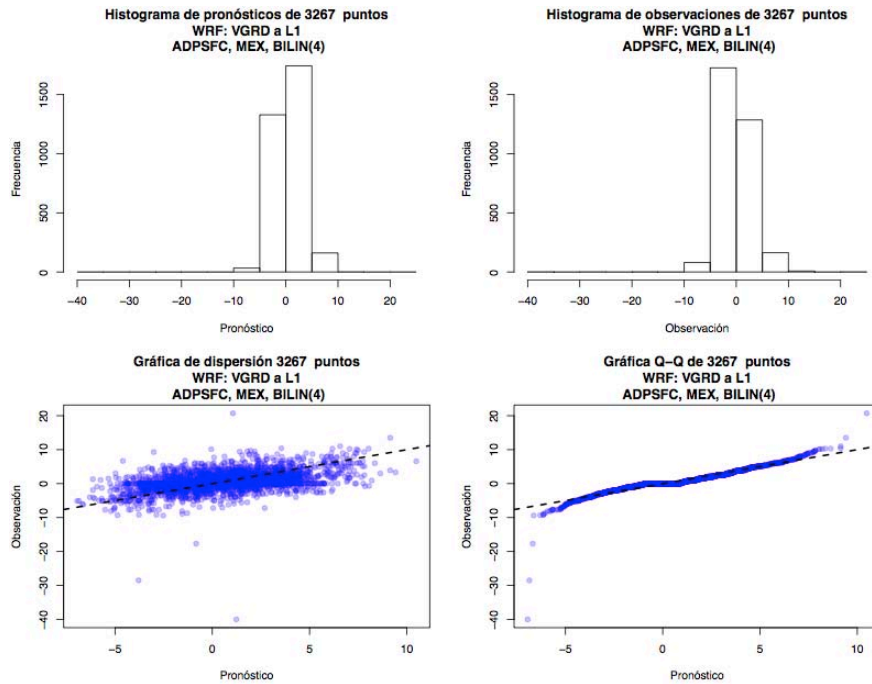 Histograma de pronósticos de 3267 puntos
WRF: VGRD a L1
ADPSFC, MEX, BILIN(4)
Frecuencia
0 500 1000 1500
−40 −30 −20 −10 0 10 20
Pronóstico
Histograma de observaciones de 3267 puntos
WRF: VGRD a L1
ADPSFC, MEX, BILIN(4)
Frecuencia
0 500 1000 1500
−40 −30 −20 −10 0 10 20
Observación
Gráfica de dispersión 3267 puntos
WRF: VGRD a L1
ADPSFC, MEX, BILIN(4)
Observación
−40 −30 −20 −10 0 10 20
−5 0 5 10
Pronóstico
Gráfica Q−Q de 3267 puntos
WRF: VGRD a L1
ADPSFC, MEX, BILIN(4)
Observación
−40 −30 −20 −10 0 10 20
−5 0 5 10
Pronóstico